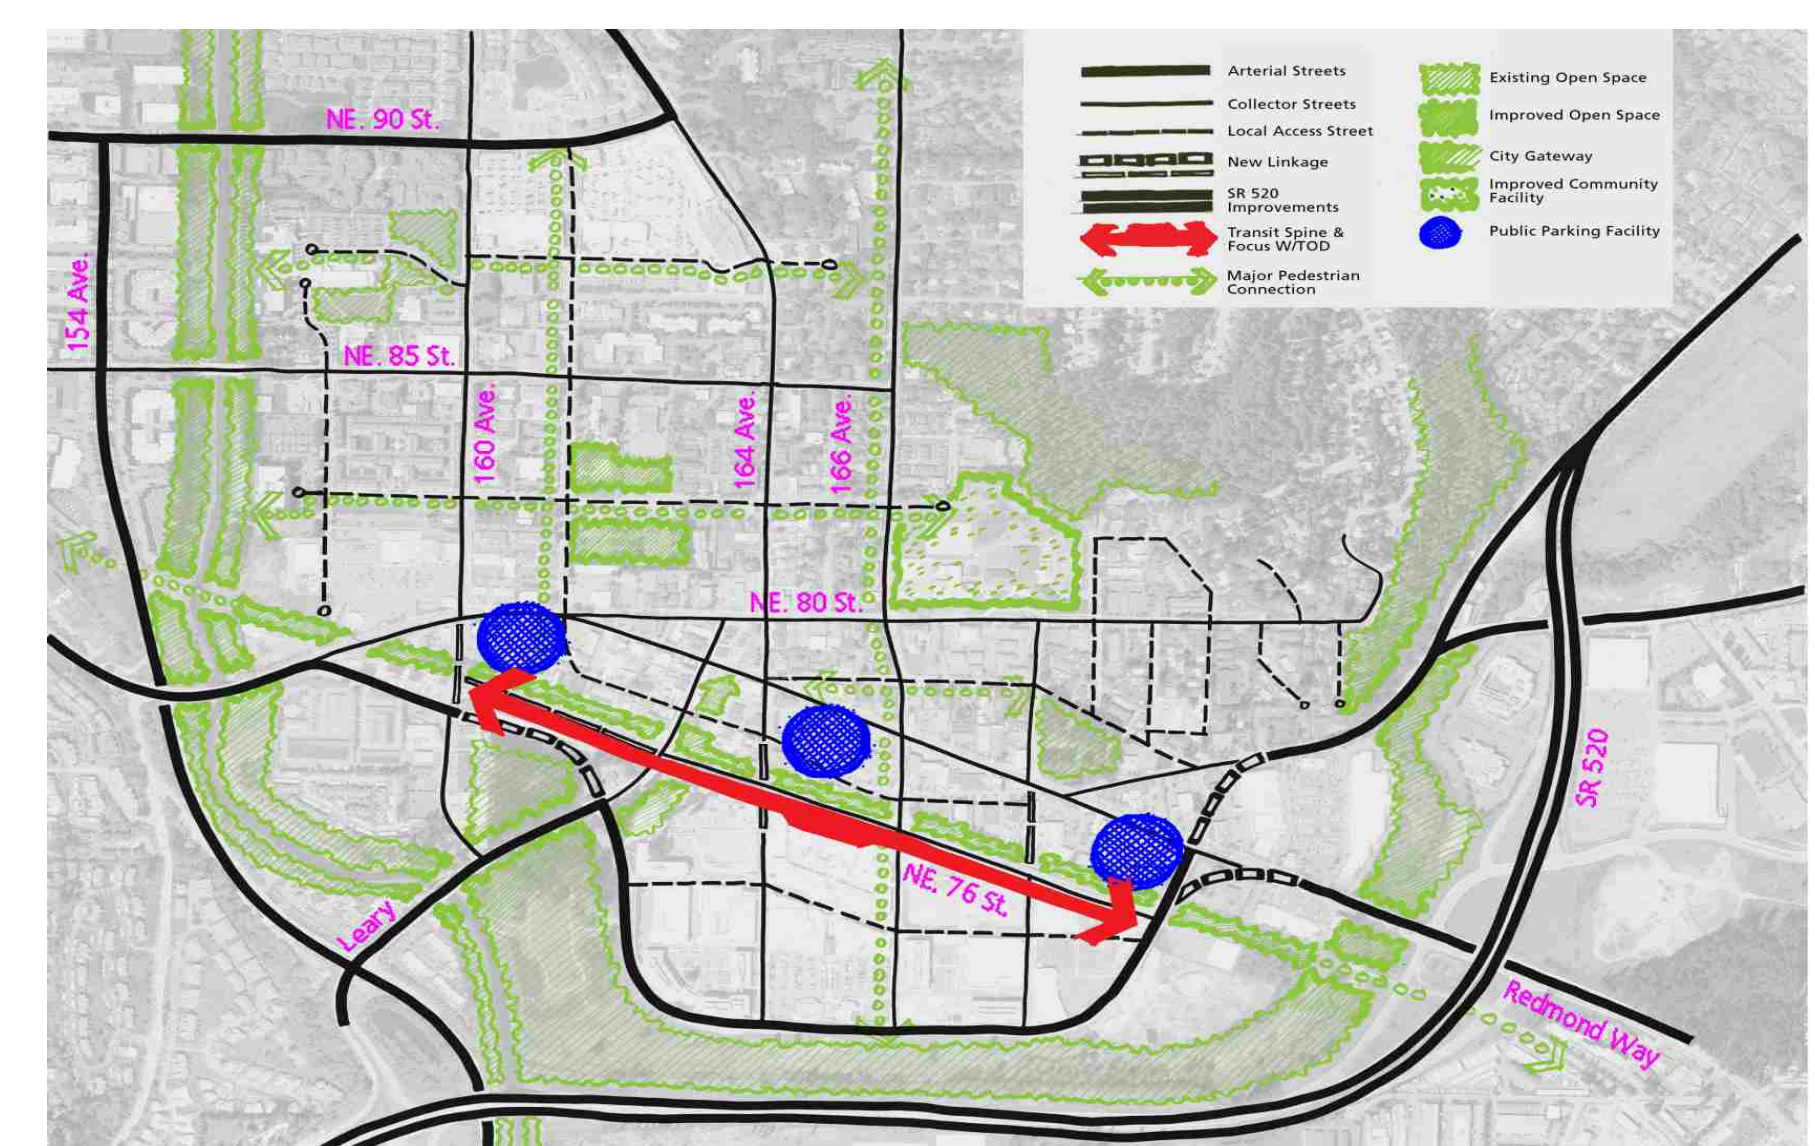 Arterial Streets
Collector Streets
Local Access Street
New Linkage
SR 520
Improvements
Transit Spine &
Focus W/TOD
Major Pedestrian
Connection
Existing Open Space
Improved Open Space
City Gateway
Improved Community
Facility
Public Parking Facility
NE. 90 St.
154 Ave.
NE. 85 St.
160 Ave.
164 Ave.
166 Ave.
NE. 80 St.
SR 520
NE. 76 St.
Leary
Redmond Way